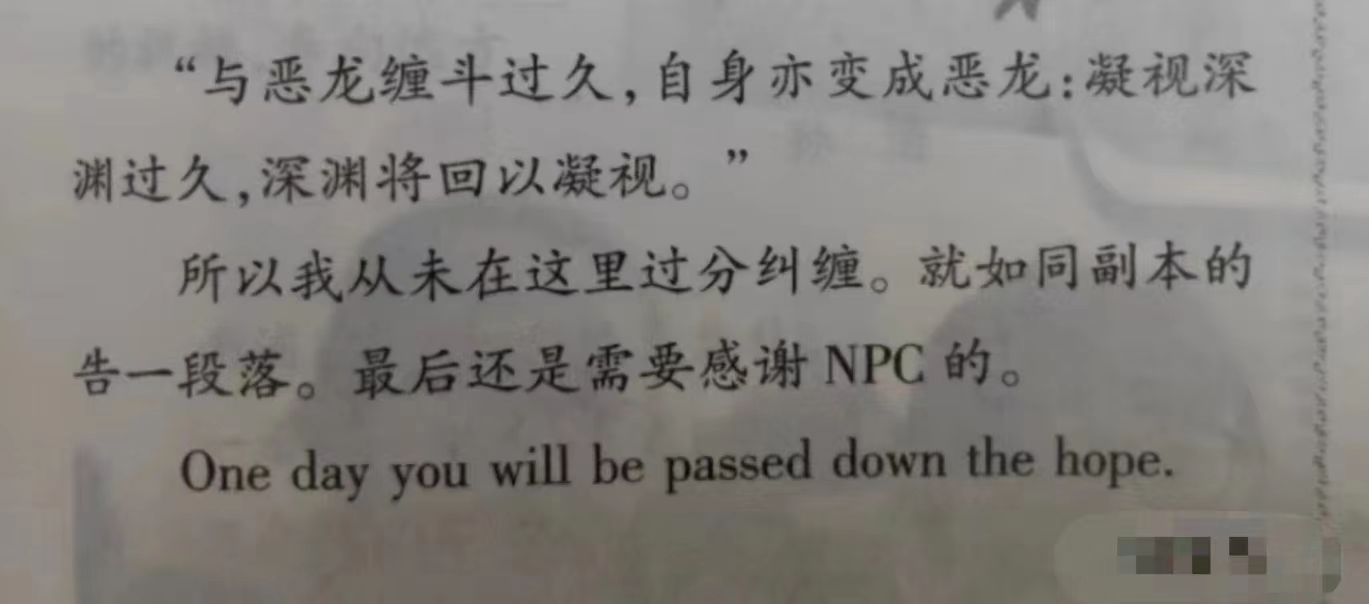 “与恶龙缠斗过久,自身亦变成恶龙:凝视深
渊过久,深渊将回以凝视。”
所以我从未在这里过分纠缠。就如同副本的
告一段落。最后还是需要感谢 NPC 的。
One day you will be passed down the hope.